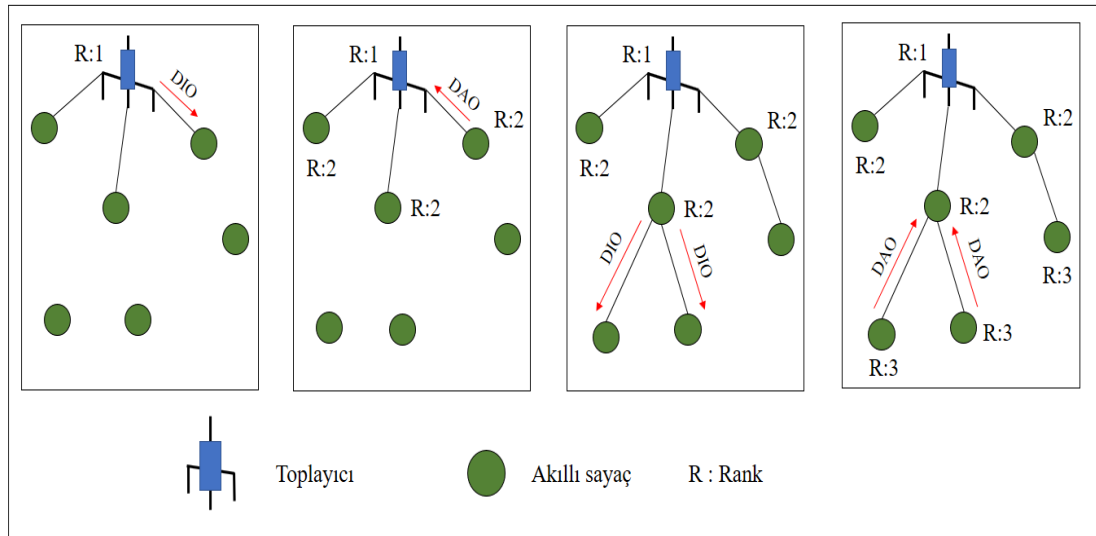 R:1
DIO
R:1
DAO
R:2
R:2
R:2
R:1
R:2
R:2
R:2
DIO
DIO
R:1
R:2
R:2
R:2
DAO
DAO
R:3
R:3
R:3
Toplayıcı
Akıllı sayaç
R : Rank